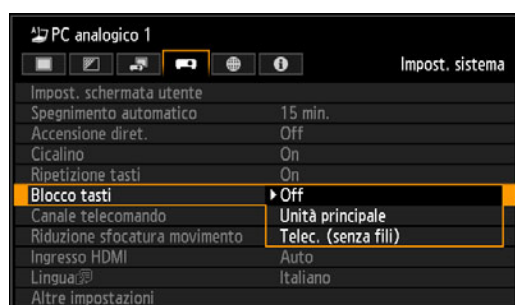 PC analogico 1
Impost. sistema
Impost. schermata utente
Spegnimento automatico 15 min.
Accensione diret. Off
Cicalino On
Ripetizione tasti On
Blocco tasti Off
Canale telecomando Unità principale
Riduzione sfocatura movimento Telec. (senza fili)
Ingresso HDMI Auto
Lingua Italiano
Altre impostazioni